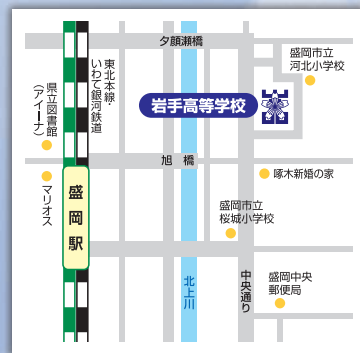 夕顔瀬橋
盛岡市立
河北小学校
東北本線
いわて銀河鉄道
県立図書館
（アイーナ）
岩手高等学校
旭橋
マリオス
盛岡駅
啄木新婚の家
盛岡市立
桜城小学校
北上川
中央通り
盛岡中央
郵便局